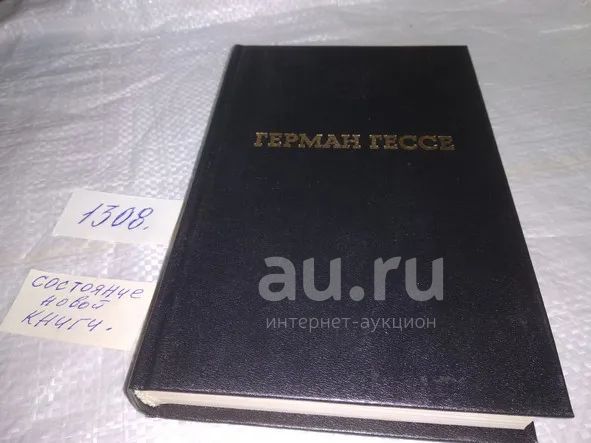 ГЕРМАН ГЕССЕ
1308.
СОСТОЯНИЕ
НОВОЙ
КНИГИ.
au.ru
интернет-аукцион